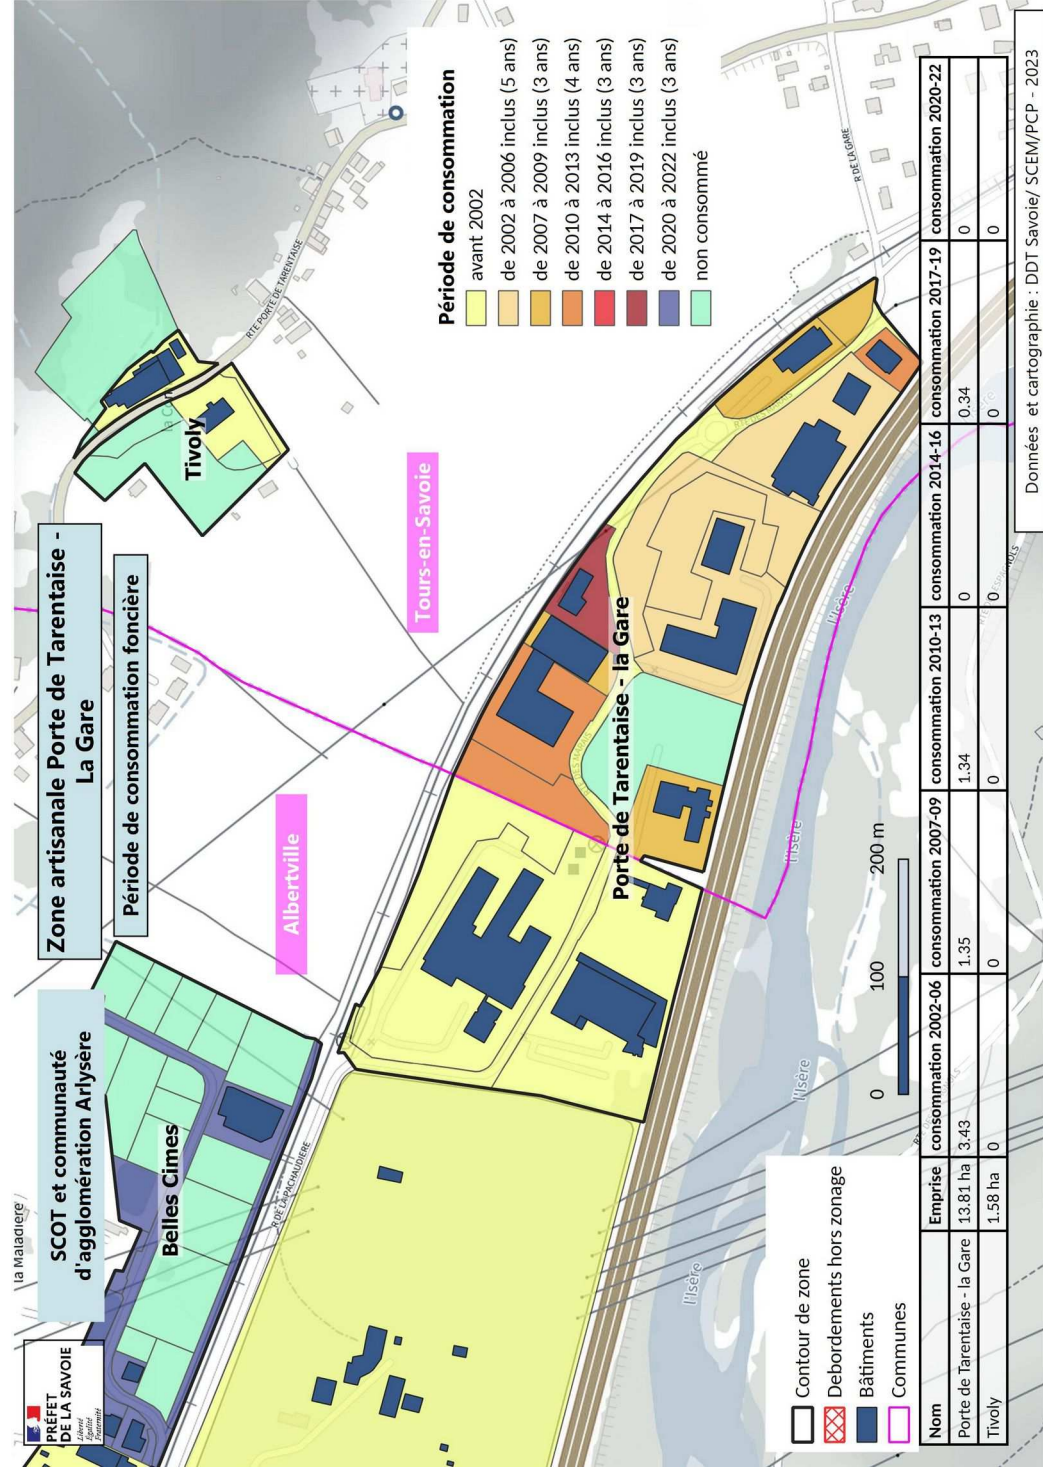 PRÉFET
DE LA SAVOIE
Liberté
Égalité
Fraternité
SCOT et communauté
d'agglomération Arlysère
Zone artisanale Porte de Tarentaise -
La Gare
Période de consommation foncière
la Maladière /
Belles Cimes
Albertville
Tours-en-Savoie
Tivoly
RTE PORTE DE TARENTAISE
R DE LA PACHAUDIERE
R DE LA GARE
Porte de Tarentaise - la Gare
l'Isère
l'Isère
l'Isère
l'Isère
Période de consommation
avant 2002
de 2002 à 2006 inclus (5 ans)
de 2007 à 2009 inclus (3 ans)
de 2010 à 2013 inclus (4 ans)
de 2014 à 2016 inclus (3 ans)
de 2017 à 2019 inclus (3 ans)
de 2020 à 2022 inclus (3 ans)
non consommé
Contour de zone
Debordements hors zonage
Bâtiments
Communes
0 100 200 m
Nom Emprise consommation 2002-06 consommation 2007-09 consommation 2010-13 consommation 2014-16 consommation 2017-19 consommation 2020-22
Porte de Tarentaise - la Gare 13.81 ha 3.43 1.35 1.34 0 0.34 0
Tivoly 1.58 ha 0 0 0 0 0 0
Données et cartographie : DDT Savoie/ SCEM/PCP - 2023